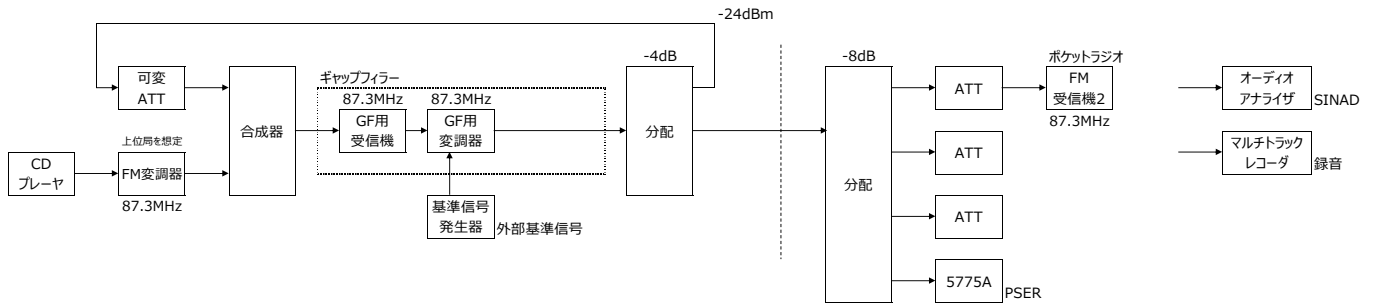 -24dBm
-4dB
-8dB
ポケットラジオ
可変
ATT
ギャップフィラー
87.3MHz
87.3MHz
ATT
FM
受信機2
87.3MHz
オーディオ
アナライザ
SINAD
上位局を想定
合成器
GF用
受信機
GF用
変調器
分配
ATT
マルチトラック
レコーダ
録音
CD
プレーヤ
FM変調器
87.3MHz
分配
基準信号
発生器
外部基準信号
ATT
5775A
PSER